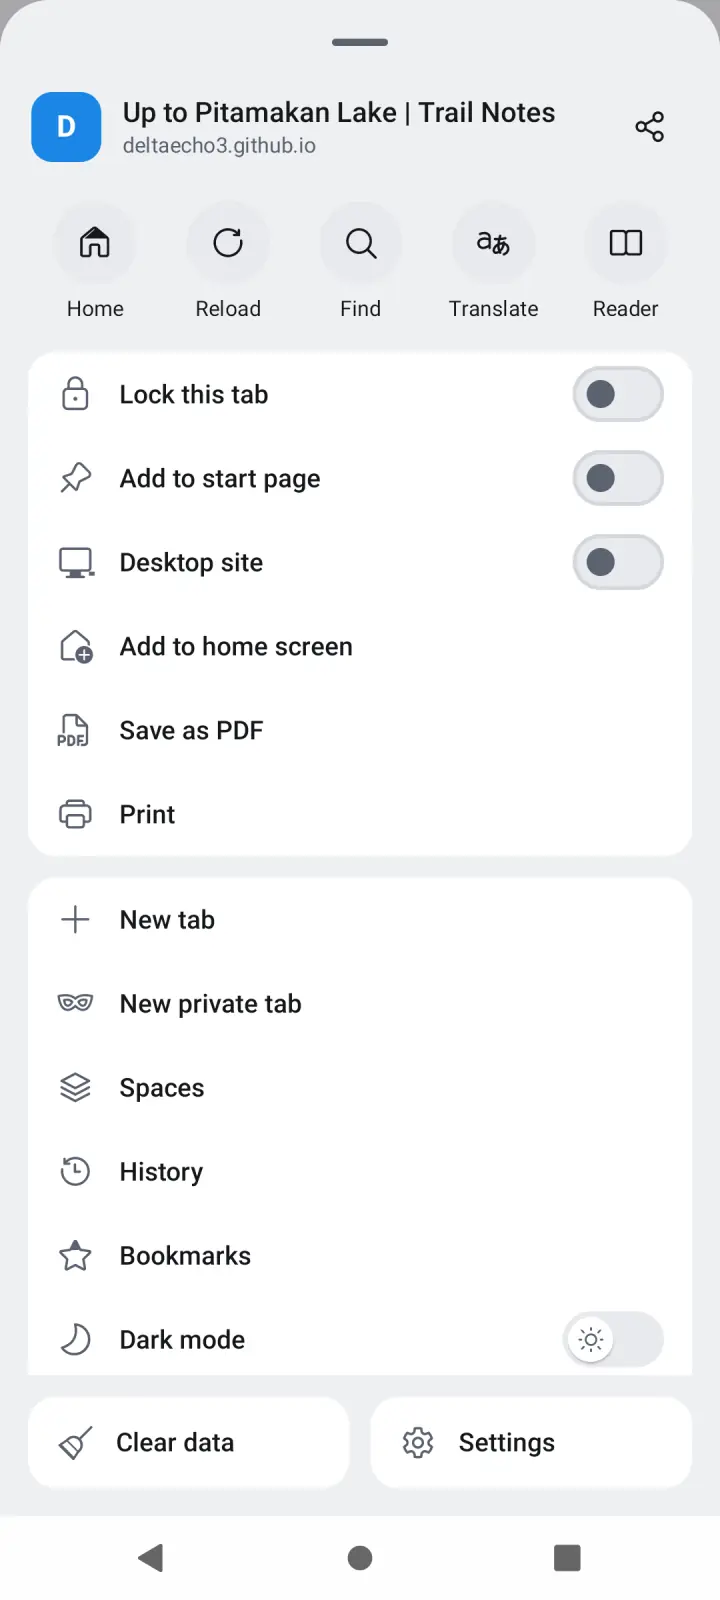 D
Up to Pitamakan Lake | Trail Notes
deltaecho3.github.io
Home
Reload
Find
aあ
Translate
Reader
Lock this tab
Add to start page
Desktop site
Add to home screen
PDF
Save as PDF
Print
New tab
New private tab
Spaces
History
Bookmarks
Dark mode
Clear data
Settings